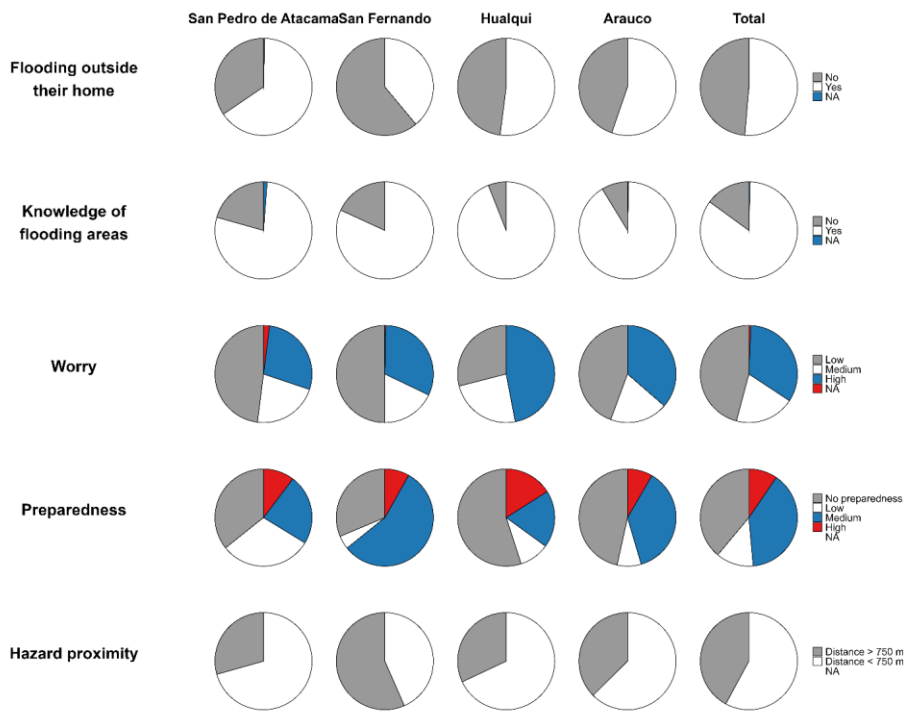 San Pedro de Atacama San Fernando Hualqui Arauco Total
Flooding outside
their home
No
Yes
NA
Knowledge of
flooding areas
No
Yes
NA
Worry
Low
Medium
High
NA
Preparedness
No preparedness
Low
Medium
High
NA
Hazard proximity
Distance > 750 m
Distance < 750 m
NA